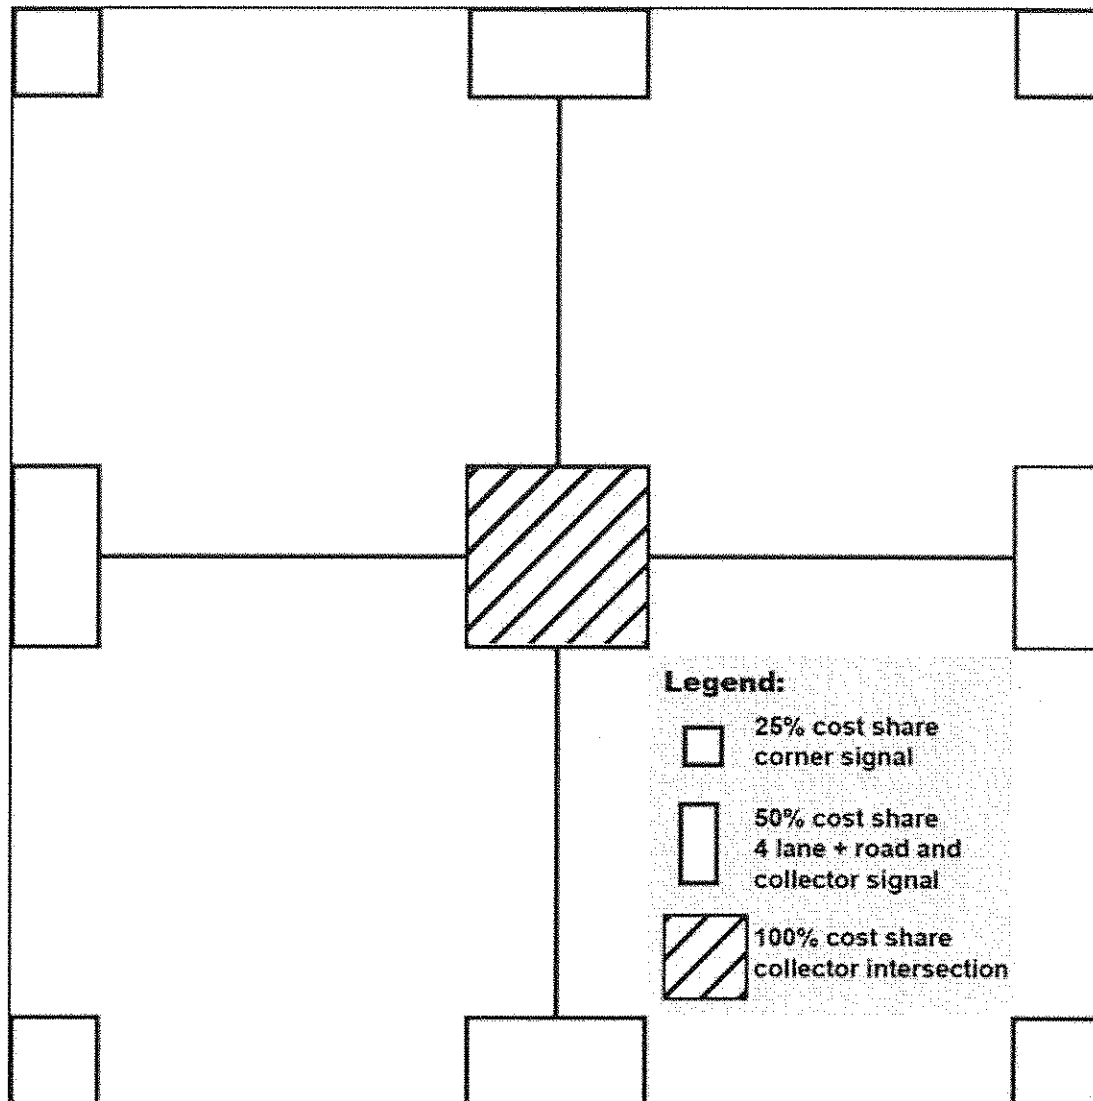 Legend:
25% cost share
corner signal
50% cost share
4 lane + road and
collector signal
100% cost share
collector intersection